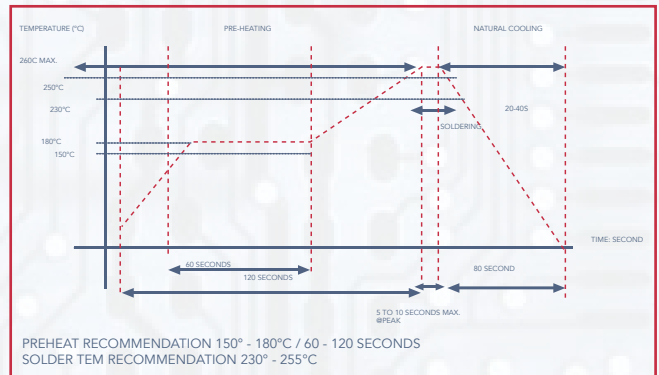 TEMPERATURE (°C)
PRE-HEATING
NATURAL COOLING
260C MAX.
250°C
230°C
20-40S
SOLDERING
180°C
150°C
TIME: SECOND
60 SECONDS
120 SECONDS
80 SECOND
5 TO 10 SECONDS MAX.
@PEAK
PREHEAT RECOMMENDATION 150° - 180°C / 60 - 120 SECONDS
SOLDER TEM RECOMMENDATION 230° - 255°C